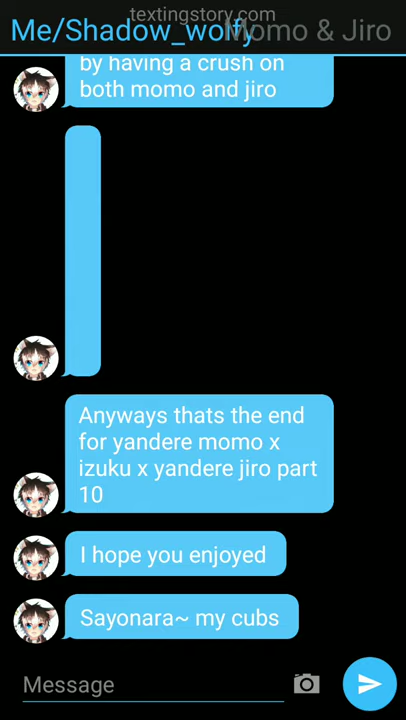 textingstory.com
Me/Shadow_wolfy Momo & Jiro
by having a crush on
both momo and jiro
Anyways thats the end
for yandere momo x
izuku x yandere jiro part
10
I hope you enjoyed
Sayonara~ my cubs
Message